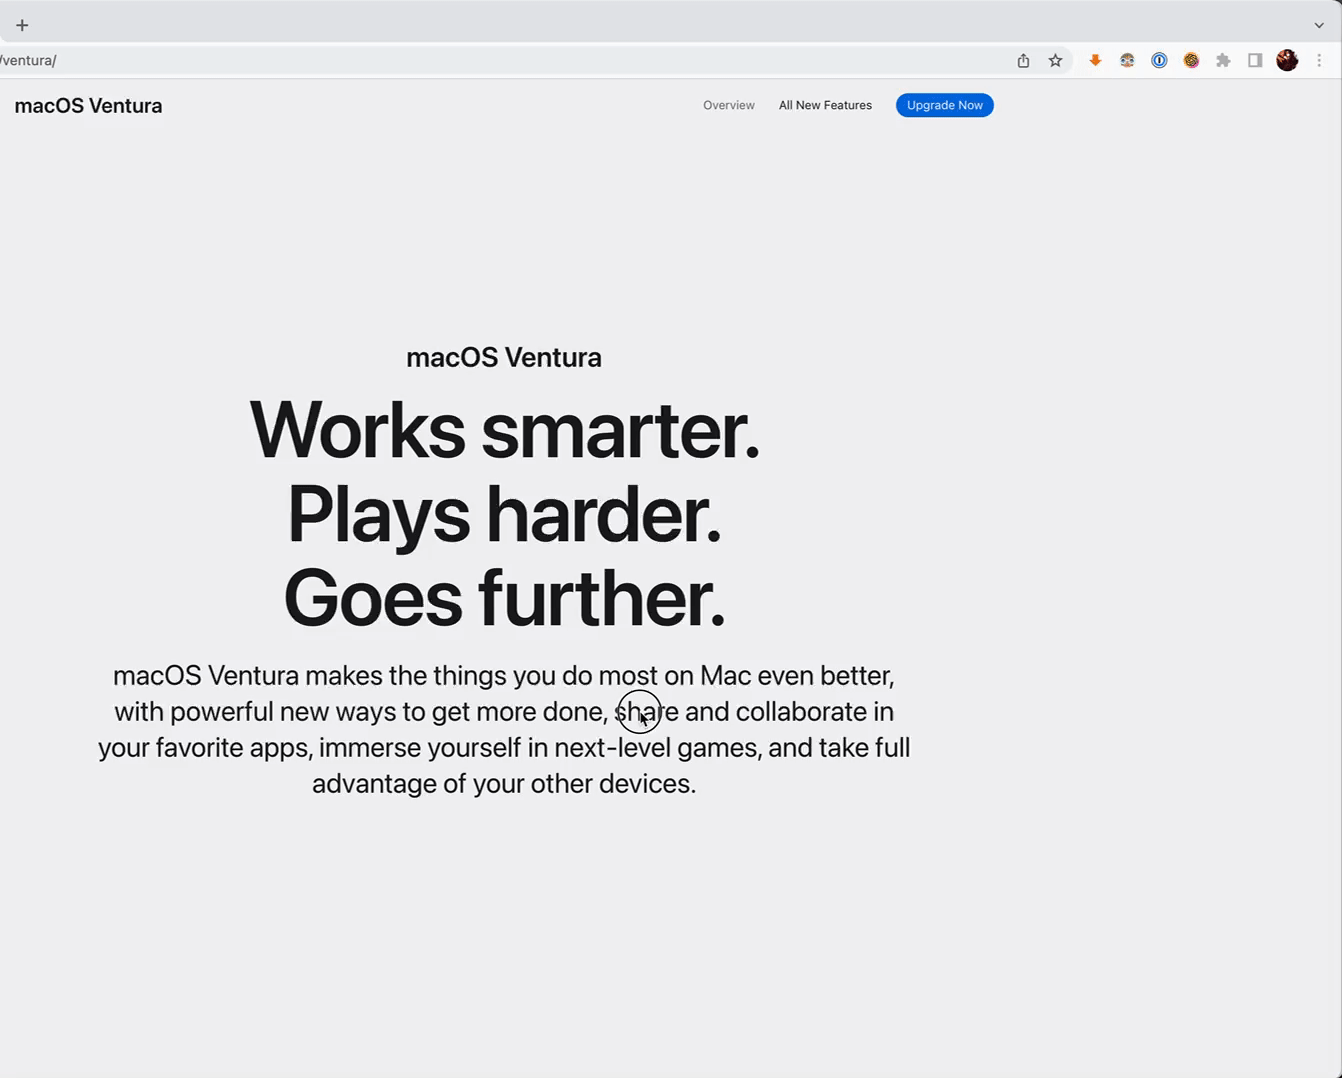 /ventura/
macOS Ventura
Overview
All New Features
Upgrade Now
macOS Ventura
Works smarter.
Plays harder.
Goes further.
macOS Ventura makes the things you do most on Mac even better,
with powerful new ways to get more done, share and collaborate in
your favorite apps, immerse yourself in next-level games, and take full
advantage of your other devices.